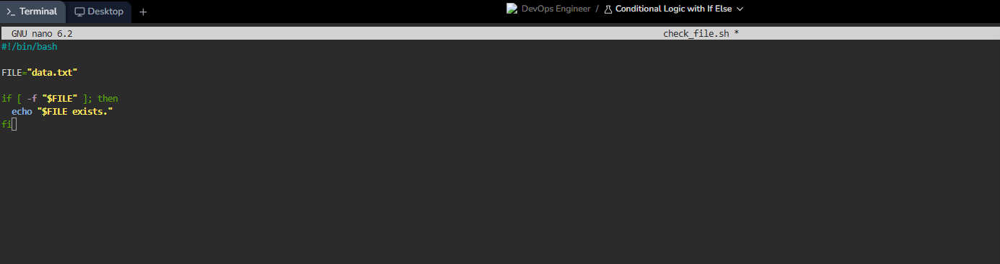 Terminal Desktop + DevOps Engineer / Conditional Logic with If Else
GNU nano 6.2 check_file.sh *
#!/bin/bash
FILE="data.txt"
if [ -f "$FILE" ]; then
  echo "$FILE exists."
fi